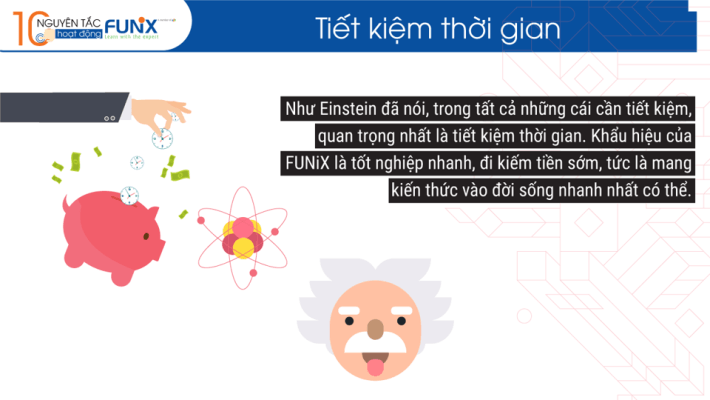 10 NGUYÊN TẮC
hoạt động FUNiX
Learn with the expert
Tiết kiệm thời gian
Như Einstein đã nói, trong tất cả những cái cần tiết kiệm,
quan trọng nhất là tiết kiệm thời gian. Khẩu hiệu của
FUNiX là tốt nghiệp nhanh, đi kiếm tiền sớm, tức là mang
kiến thức vào đời sống nhanh nhất có thể.